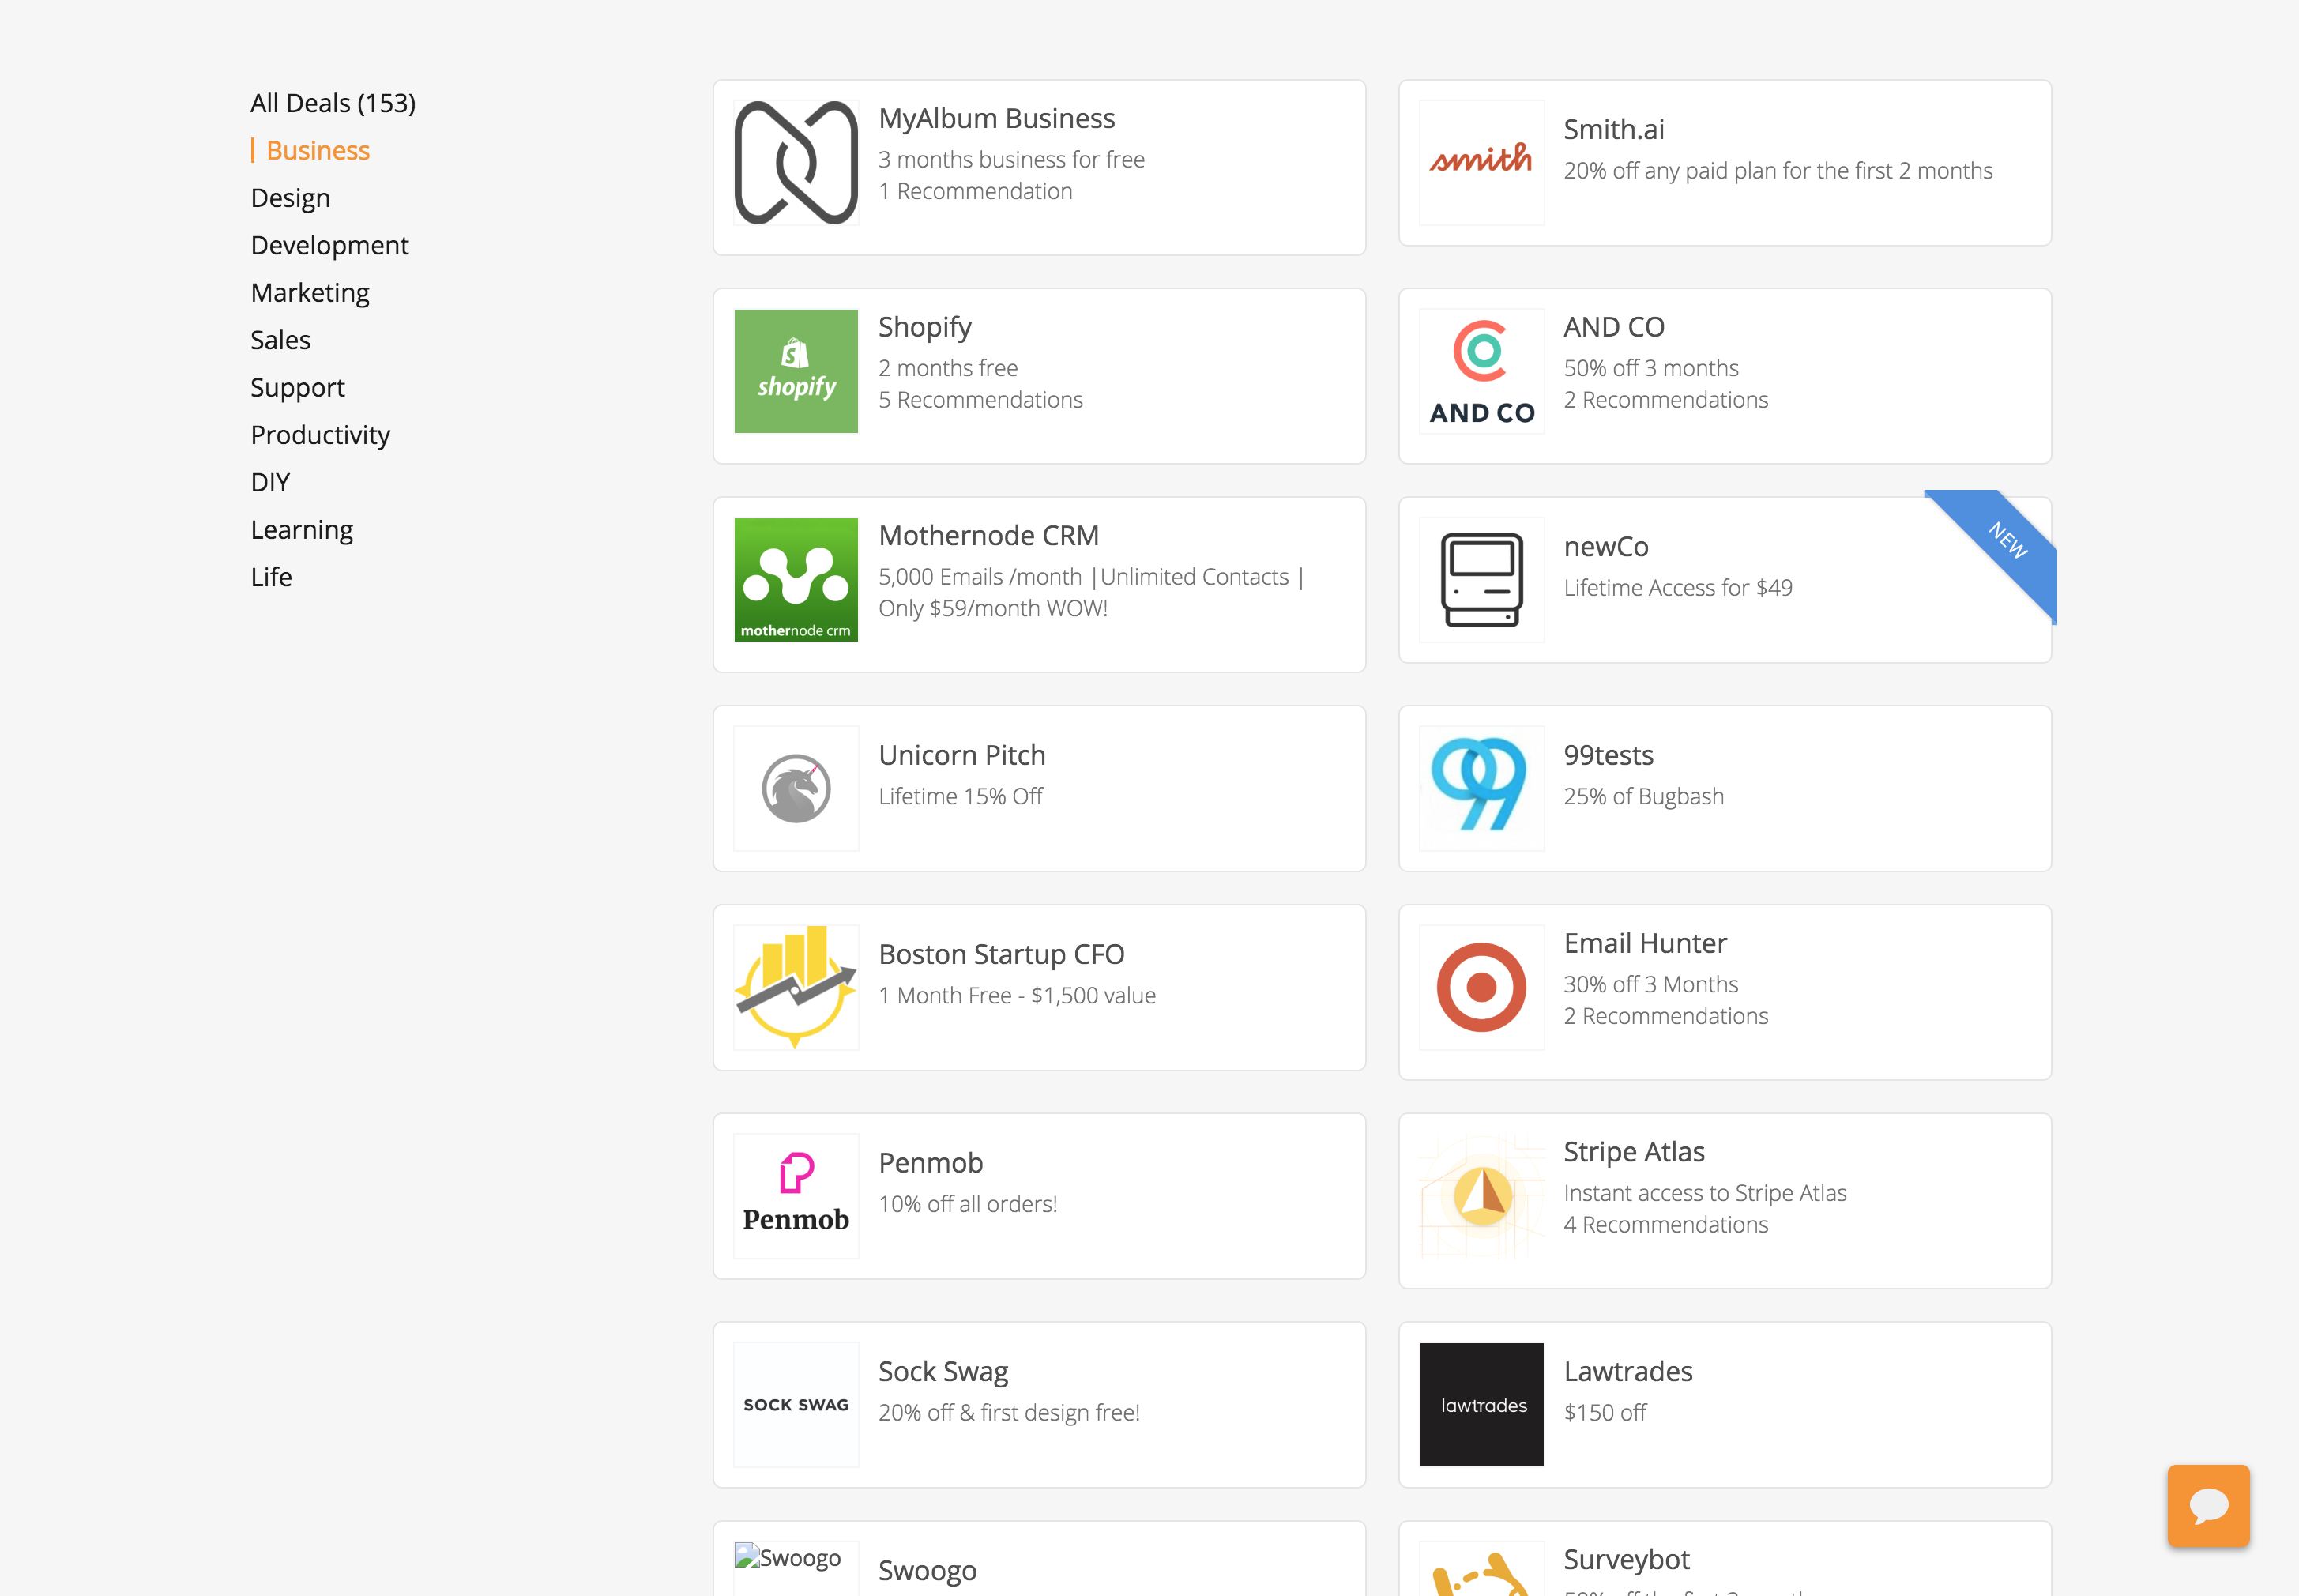 All Deals (153)
Business
Design
Development
Marketing
Sales
Support
Productivity
DIY
Learning
Life
MyAlbum Business
3 months business for free
1 Recommendation
smith
Smith.ai
20% off any paid plan for the first 2 months
shopify
Shopify
2 months free
5 Recommendations
AND CO
AND CO
50% off 3 months
2 Recommendations
mothernode crm
Mothernode CRM
5,000 Emails /month |Unlimited Contacts |
Only $59/month WOW!
newCo
Lifetime Access for $49
NEW
Unicorn Pitch
Lifetime 15% Off
99
99tests
25% of Bugbash
Boston Startup CFO
1 Month Free - $1,500 value
Email Hunter
30% off 3 Months
2 Recommendations
Penmob
Penmob
10% off all orders!
Stripe Atlas
Instant access to Stripe Atlas
4 Recommendations
SOCK SWAG
Sock Swag
20% off & first design free!
lawtrades
Lawtrades
$150 off
Swoogo
Swoogo
Surveybot